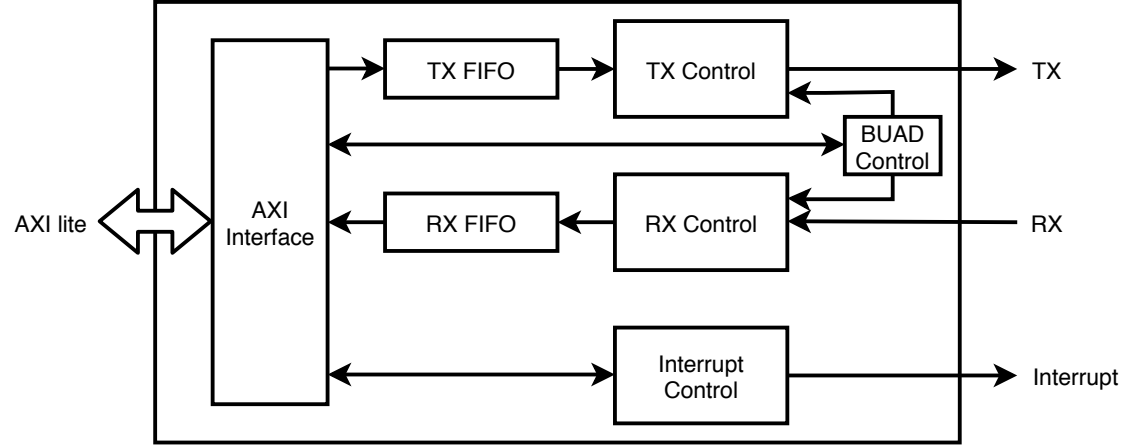 TX FIFO
TX Control
TX
BUAD
Control
AXI lite
AXI
Interface
RX FIFO
RX Control
RX
Interrupt
Control
Interrupt